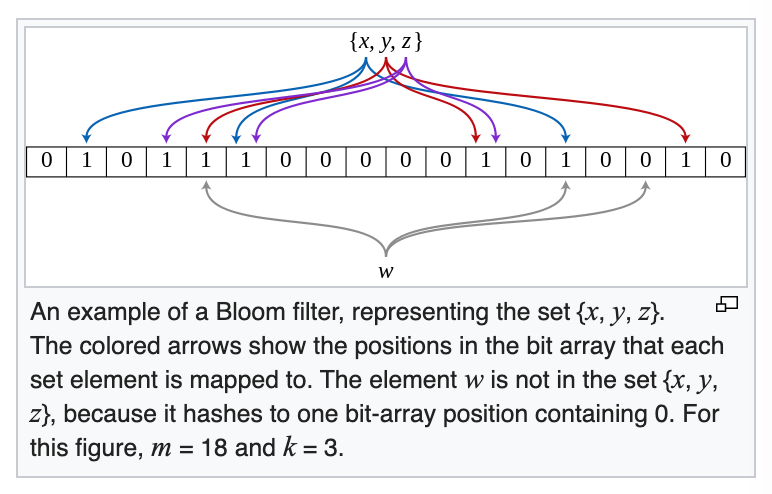 {x, y, z}
0 1 0 1 1 1 0 0 0 0 0 1 0 1 0 0 1 0
w
An example of a Bloom filter, representing the set {x, y, z}.
The colored arrows show the positions in the bit array that each
set element is mapped to. The element w is not in the set {x, y,
z}, because it hashes to one bit-array position containing 0. For
this figure, m = 18 and k = 3.